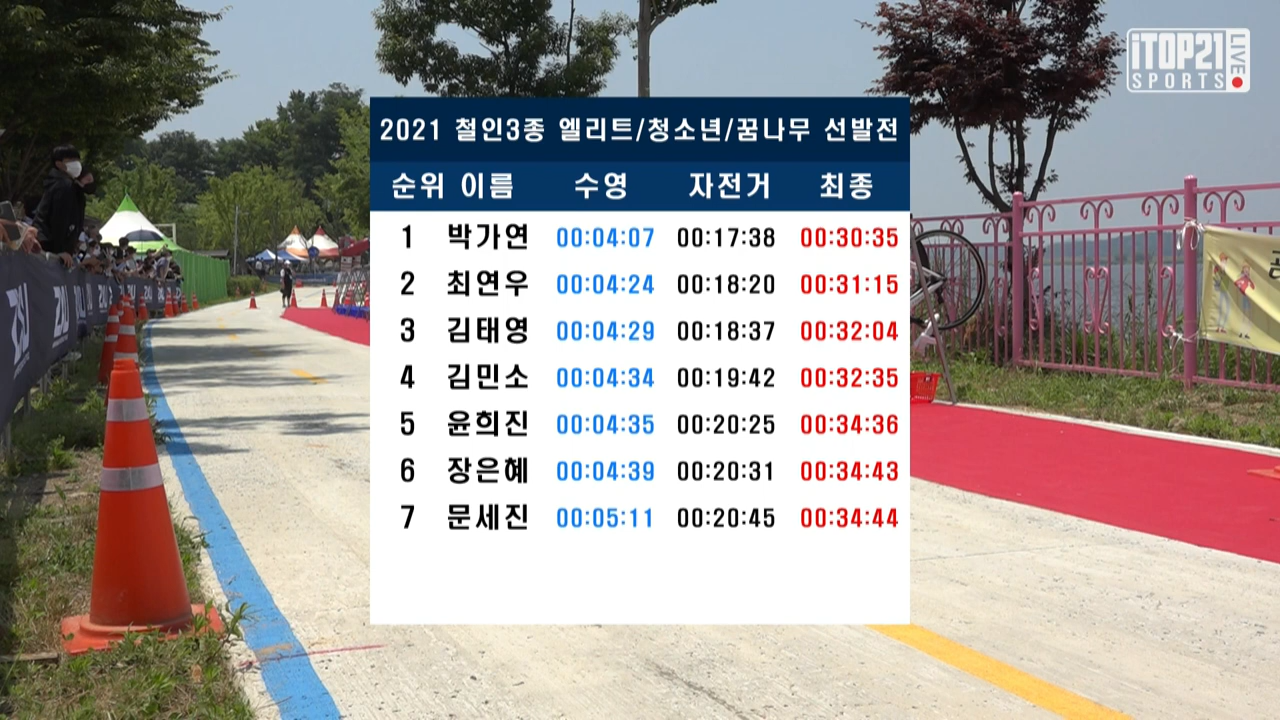 iTOP21
SPORTS
LIVE
2021 철인3종 엘리트/청소년/꿈나무 선발전
순위 이름 수영 자전거 최종
1 박가연 00:04:07 00:17:38 00:30:35
2 최연우 00:04:24 00:18:20 00:31:15
3 김태영 00:04:29 00:18:37 00:32:04
4 김민소 00:04:34 00:19:42 00:32:35
5 윤희진 00:04:35 00:20:25 00:34:36
6 장은혜 00:04:39 00:20:31 00:34:43
7 문세진 00:05:11 00:20:45 00:34:44